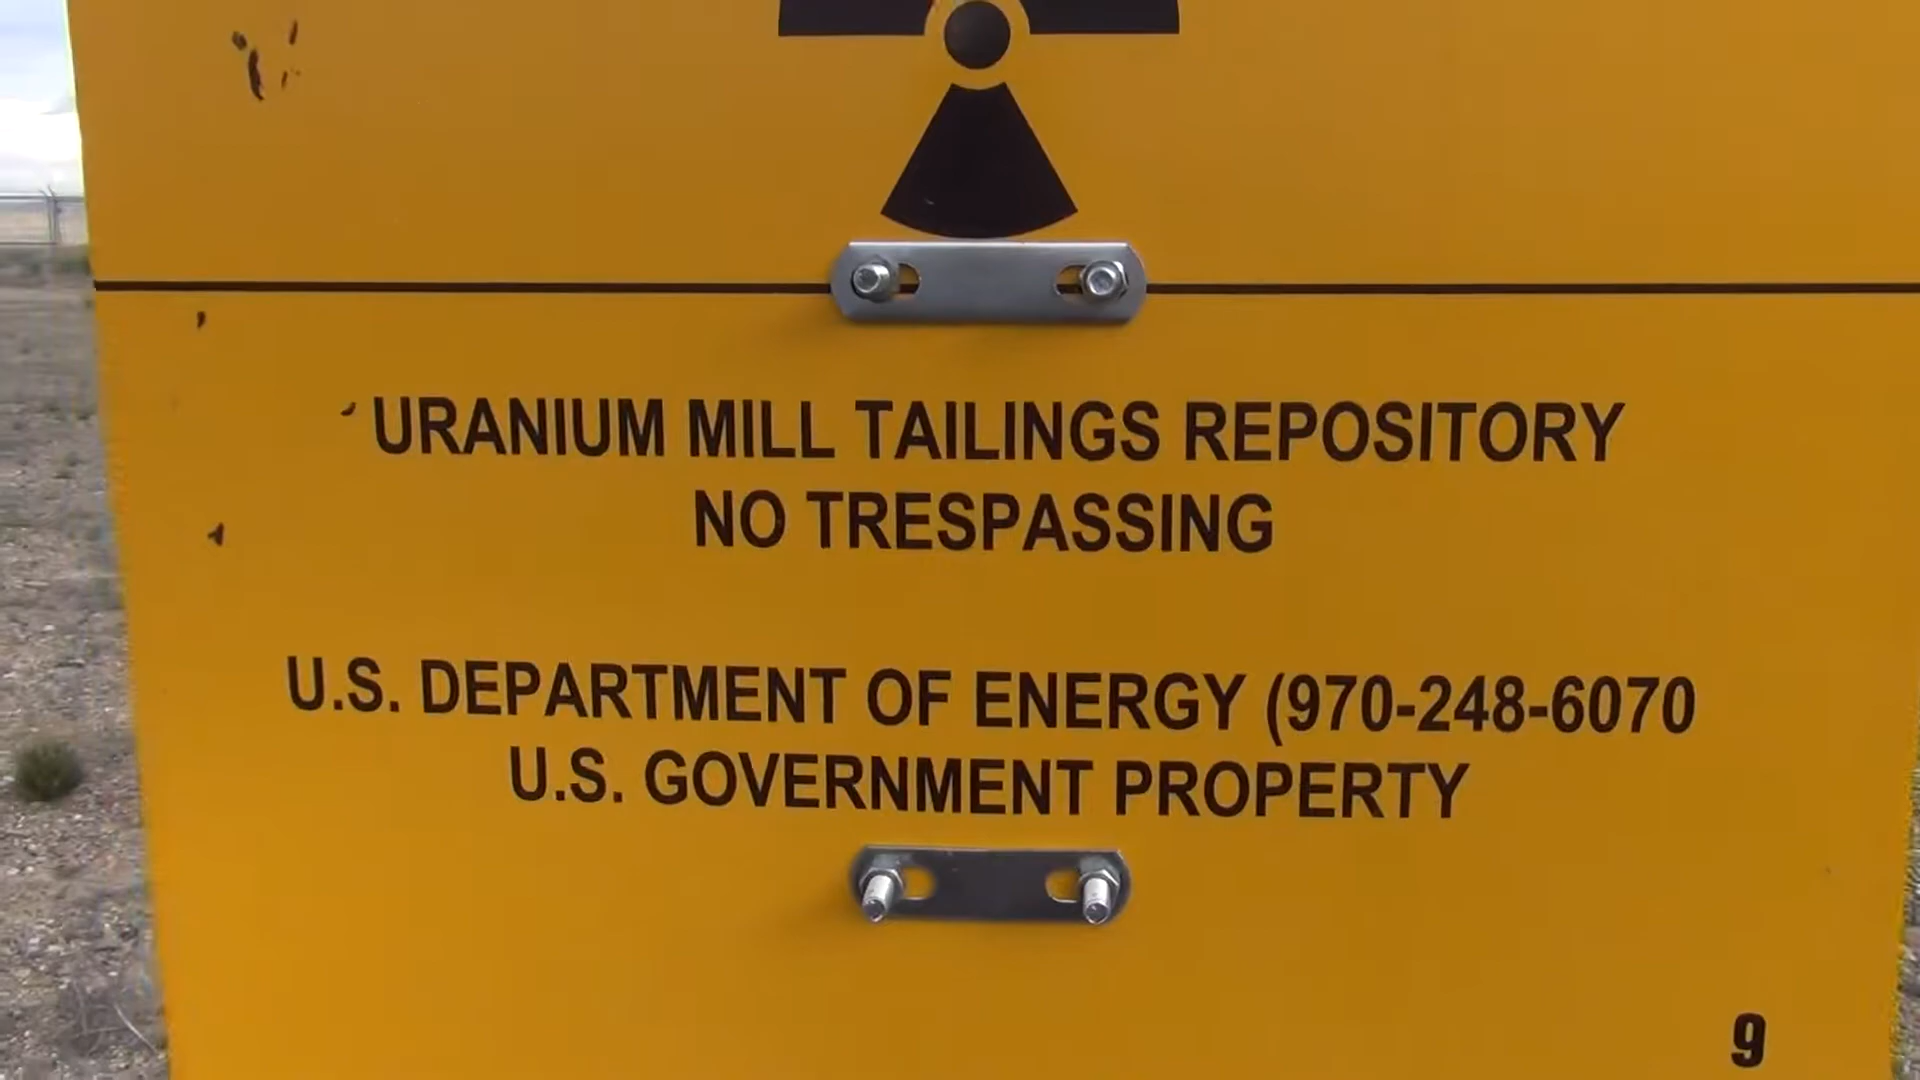 URANIUM MILL TAILINGS REPOSITORY
NO TRESPASSING
U.S. DEPARTMENT OF ENERGY (970-248-6070
U.S. GOVERNMENT PROPERTY
9